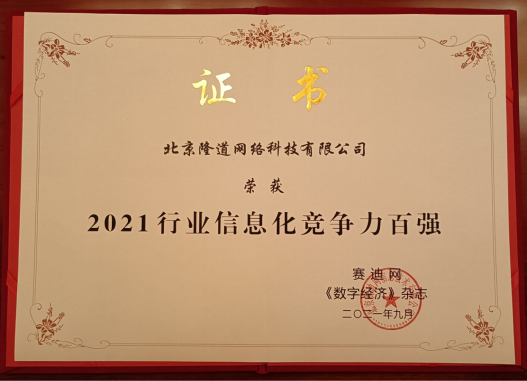 证书
北京隆道网络科技有限公司
荣获
2021行业信息化竞争力百强
赛迪网
《数字经济》杂志
二〇二一年九月